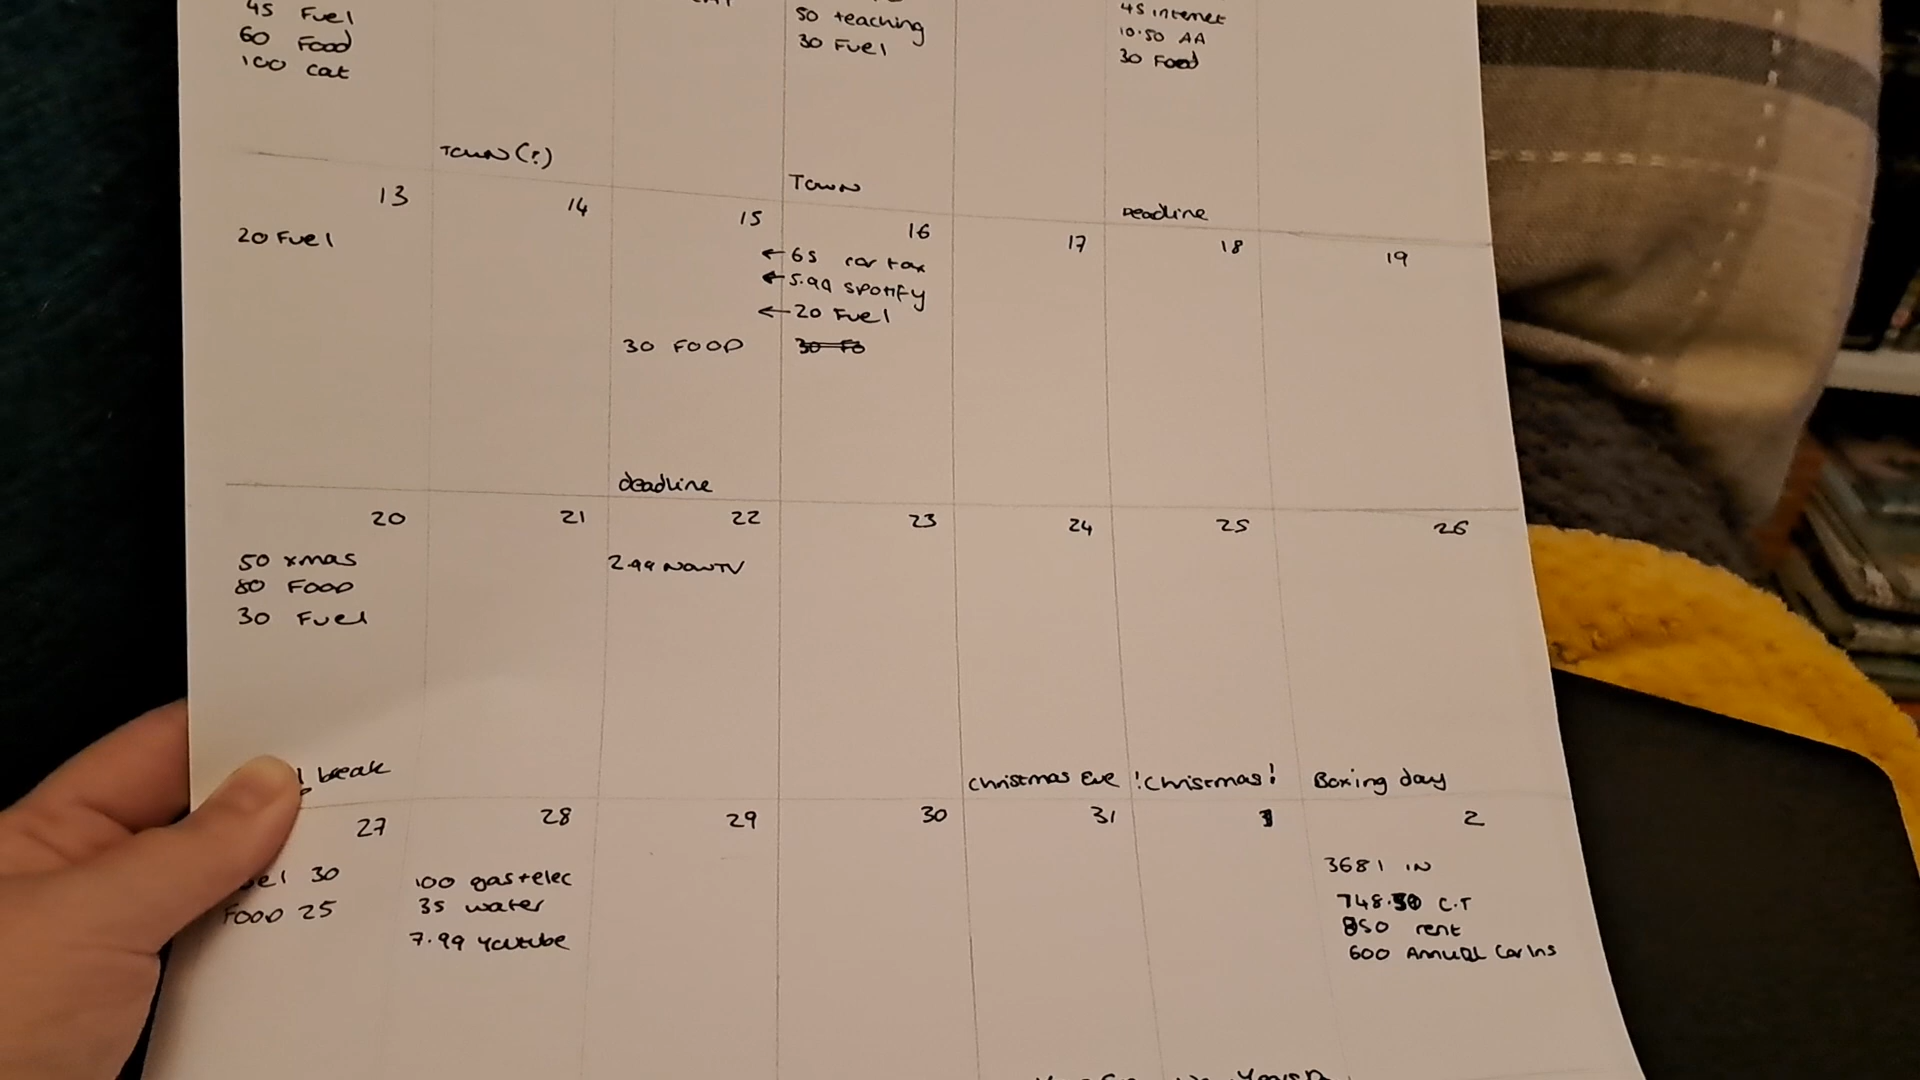 45 Fuel
60 Food
100 cat
50 teaching
30 Fuel
45 internet
10.50 AA
30 Food
Town (?)
Town
Deadline
13
14
15
16
17
18
19
20 Fuel
← 65 car tax
← 5.99 spotify
← 20 Fuel
30 FOOD
30 Fo
deadline
20
21
22
23
24
25
26
50 xmas
80 Food
30 Fuel
2.99 NOWTV
break
Christmas Eve
!Christmas!
Boxing day
27
28
29
30
31
1
2
30
Food 25
100 gas+elec
35 water
7.99 Youtube
3681 IN
748.50 C.T
850 rent
600 Annual Car Ins